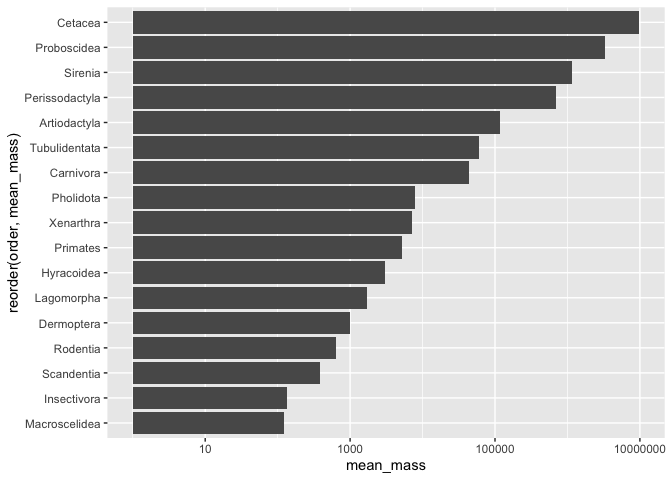 Cetacea
Proboscidea
Sirenia
Perissodactyla
Artiodactyla
Tubulidentata
Carnivora
Pholidota
Xenarthra
Primates
Hyracoidea
Lagomorpha
Dermoptera
Rodentia
Scandentia
Insectivora
Macroscelidea
reorder(order, mean_mass)
10 1000 100000 10000000
mean_mass